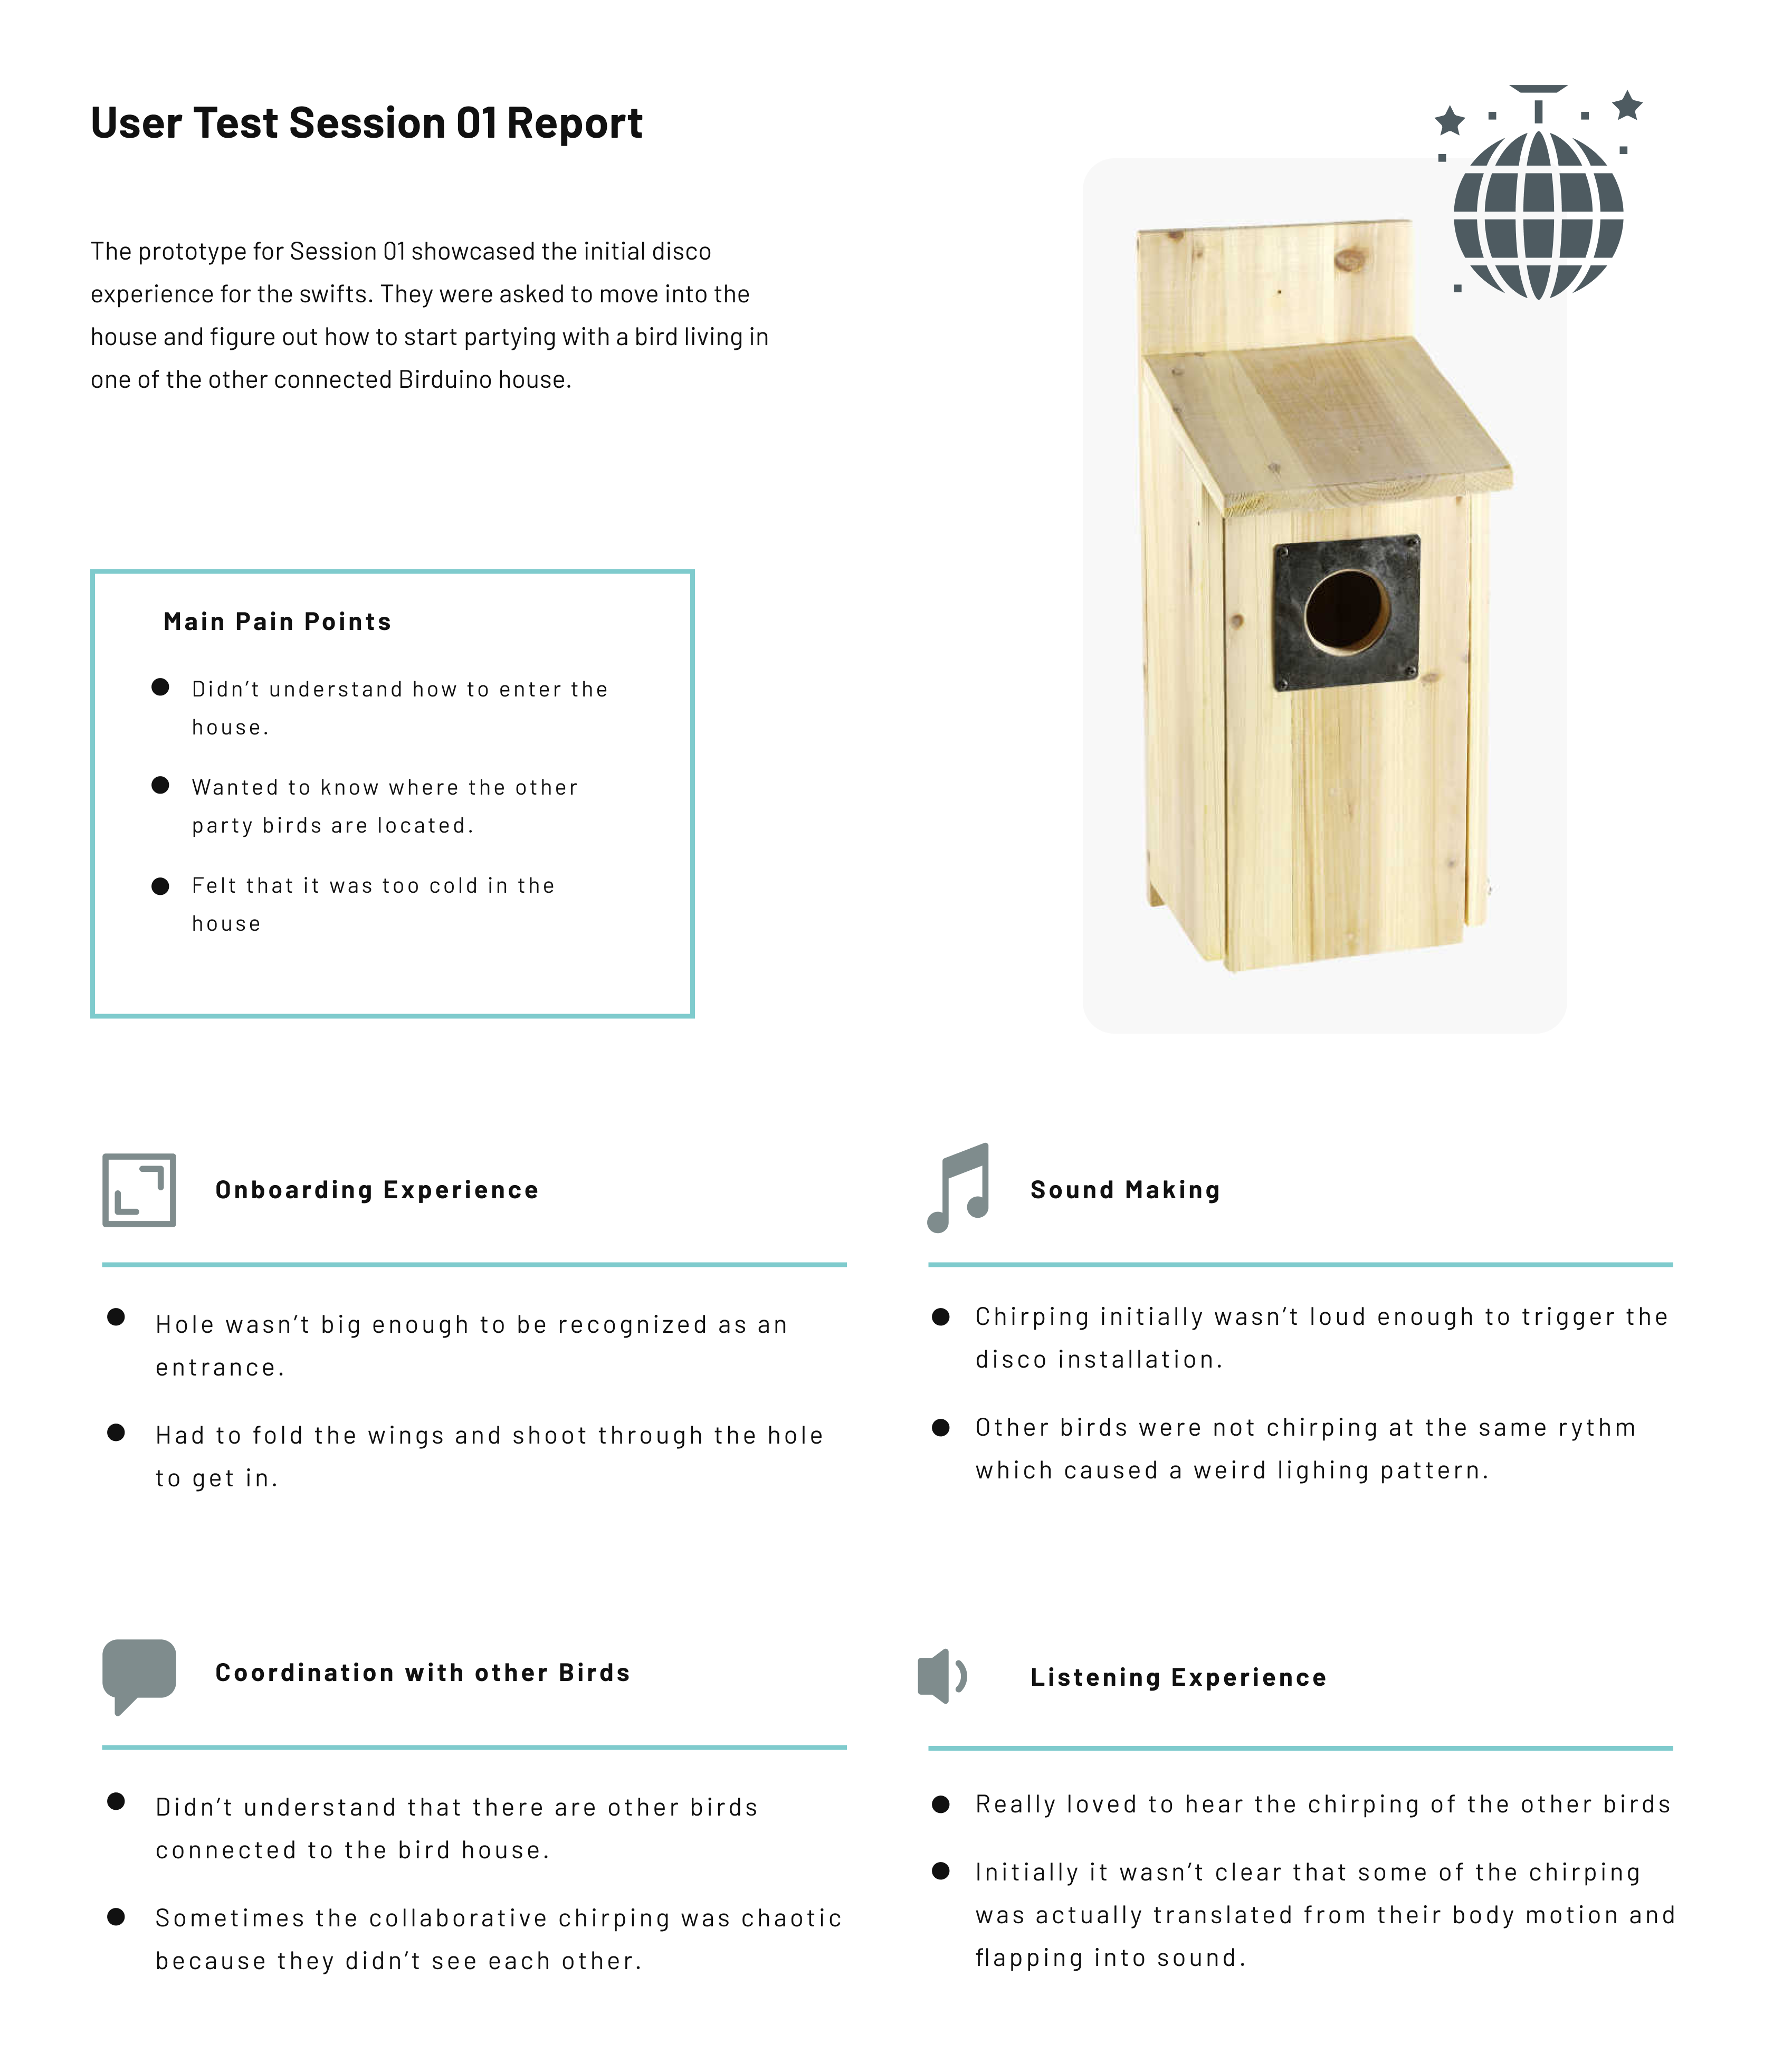 User Test Session 01 Report
The prototype for Session 01 showcased the initial disco
experience for the swifts. They were asked to move into the
house and figure out how to start partying with a bird living in
one of the other connected Birduino house.
Main Pain Points
Didn’t understand how to enter the
house.
Wanted to know where the other
party birds are located.
Felt that it was too cold in the
house
Onboarding Experience
Hole wasn’t big enough to be recognized as an
entrance.
Had to fold the wings and shoot through the hole
to get in.
Sound Making
Chirping initially wasn’t loud enough to trigger the
disco installation.
Other birds were not chirping at the same rythm
which caused a weird lighing pattern.
Coordination with other Birds
Didn’t understand that there are other birds
connected to the bird house.
Sometimes the collaborative chirping was chaotic
because they didn’t see each other.
Listening Experience
Really loved to hear the chirping of the other birds
Initially it wasn’t clear that some of the chirping
was actually translated from their body motion and
flapping into sound.